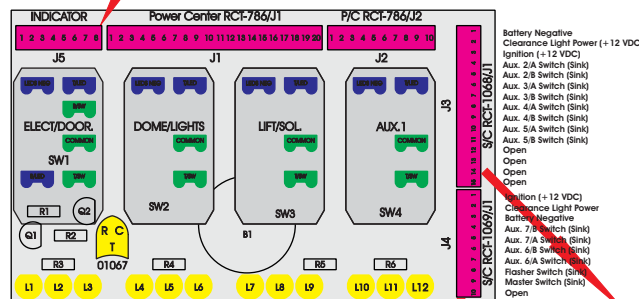 INDICATOR
Power Center RCT-786/J1
P/C RCT-786/J2
1 2 3 4 5 6 7 8
1 2 3 4 5 6 7 8 9 10 11 12 13 14 15 16 17 18 19 20
1 2 3 4 5 6 7 8 9 10
J5
J1
J2
J3
S/C RCT-1068/J1
ELECT/DOOR.
DOME/LIGHTS
LIFT/SOL.
AUX.1
COMMON
COMMON
COMMON
SW1
SW2
SW3
SW4
R1
Q2
Q1
R2
R3
R C
T
01067
R4
B1
R5
R6
L1 L2 L3
L4 L5 L6
L7 L8 L9
L10 L11 L12
J4
S/C RCT-1069/J1
Battery Negative
Clearance Light Power (+12 VDC
Ignition (+12 VDC)
Aux. 2/A Switch (Sink)
Aux. 2/B Switch (Sink)
Aux. 3/A Switch (Sink)
Aux. 3/B Switch (Sink)
Aux. 4/A Switch (Sink)
Aux. 4/B Switch (Sink)
Aux. 5/A Switch (Sink)
Aux. 5/B Switch (Sink)
Open
Open
Open
Open
Ignition (+12 VDC)
Clearance Light Power
Battery Negative
Aux. 7/B Switch (Sink)
Aux. 7/A Switch (Sink)
Aux. 6/B Switch (Sink)
Aux. 6/A Switch (Sink)
Flasher Switch (Sink)
Master Switch (Sink)
Open